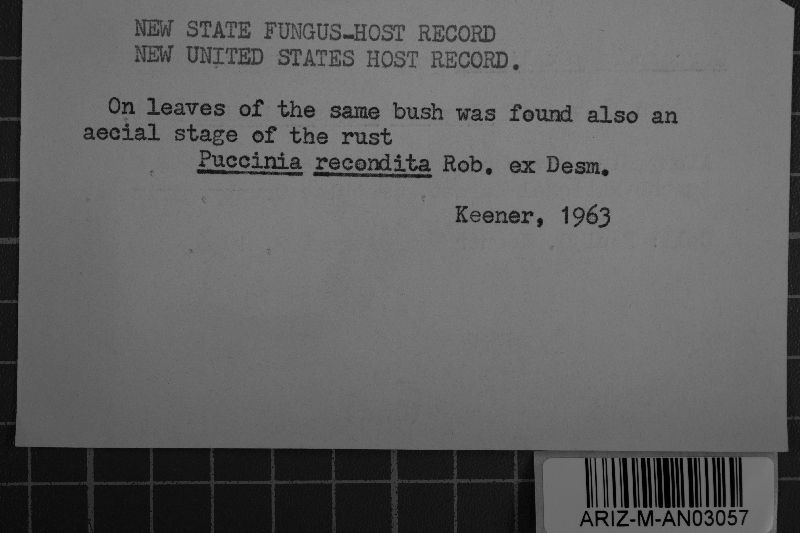 NEW STATE FUNGUS-HOST RECORD
NEW UNITED STATES HOST RECORD.
On leaves of the same bush was found also an
aecial stage of the rust
Puccinia recondita Rob. ex Desm.
Keener, 1963
ARIZ-M-AN03057